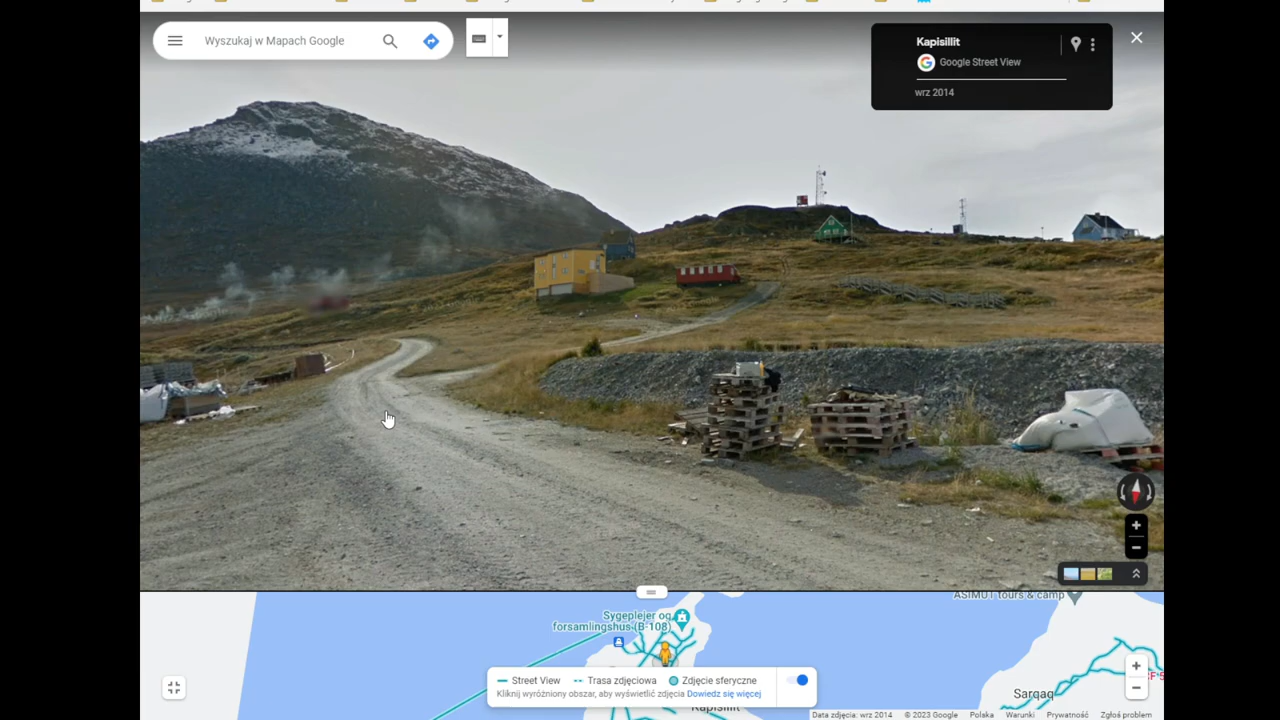 Wyszukaj w Mapach Google
Kapisillit
Google Street View
wrz 2014
ASIMUT tours & camp
Sygeplejer og
forsamlingshus (B-108)
Street View
Trasa zdjęciowa
Zdjęcie sferyczne
Kliknij wyróżniony obszar, aby wyświetlić zdjęcia Dowiedz się więcej
Kapisillit
Sarqaq
Data zdjęcia: wrz 2014 © 2023 Google Polska Warunki Prywatność Zgłoś problem